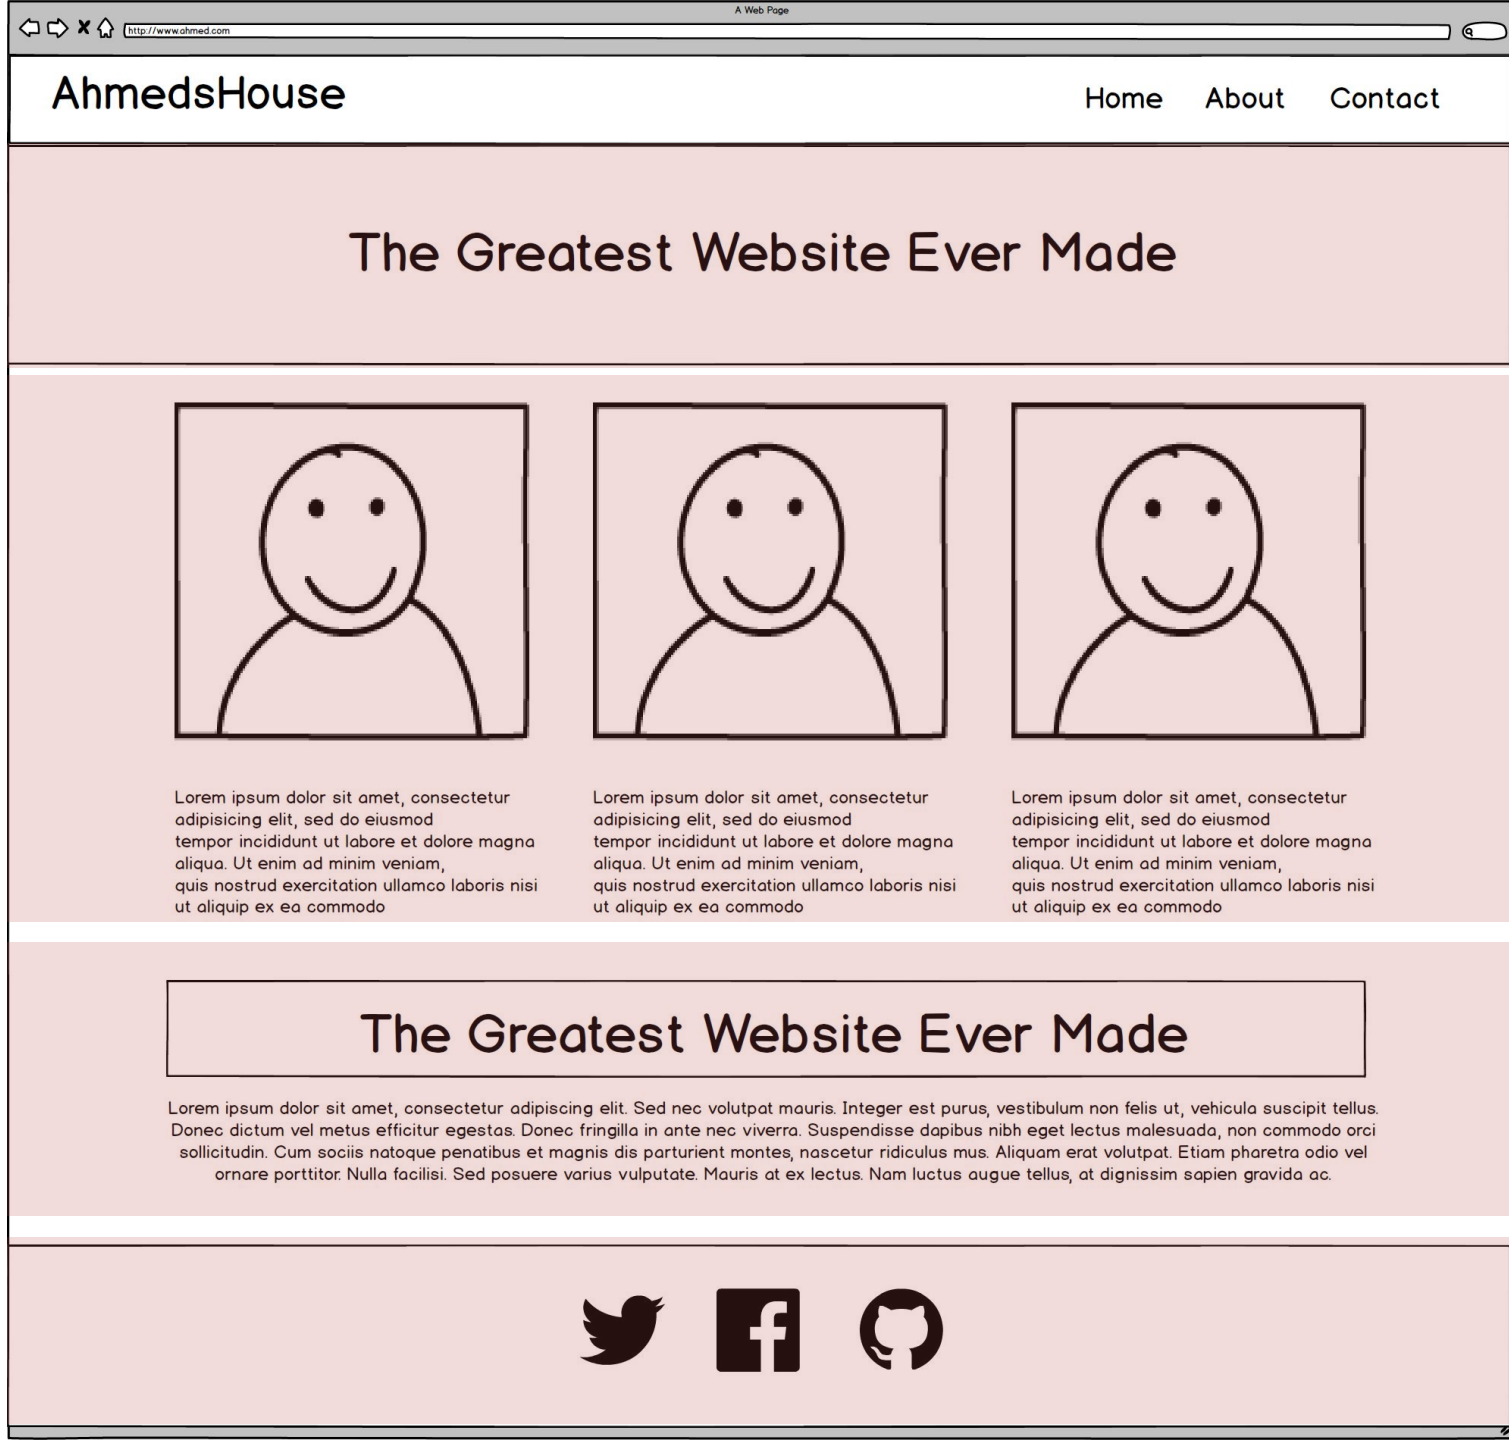 A Web Page
http://www.ahmed.com
AhmedsHouse
Home About Contact
The Greatest Website Ever Made
Lorem ipsum dolor sit amet, consectetur
adipisicing elit, sed do eiusmod
tempor incididunt ut labore et dolore magna
aliqua. Ut enim ad minim veniam,
quis nostrud exercitation ullamco laboris nisi
ut aliquip ex ea commodo
Lorem ipsum dolor sit amet, consectetur
adipisicing elit, sed do eiusmod
tempor incididunt ut labore et dolore magna
aliqua. Ut enim ad minim veniam,
quis nostrud exercitation ullamco laboris nisi
ut aliquip ex ea commodo
Lorem ipsum dolor sit amet, consectetur
adipisicing elit, sed do eiusmod
tempor incididunt ut labore et dolore magna
aliqua. Ut enim ad minim veniam,
quis nostrud exercitation ullamco laboris nisi
ut aliquip ex ea commodo
The Greatest Website Ever Made
Lorem ipsum dolor sit amet, consectetur adipiscing elit. Sed nec volutpat mauris. Integer est purus, vestibulum non felis ut, vehicula suscipit tellus.
Donec dictum vel metus efficitur egestas. Donec fringilla in ante nec viverra. Suspendisse dapibus nibh eget lectus malesuada, non commodo orci
sollicitudin. Cum sociis natoque penatibus et magnis dis parturient montes, nascetur ridiculus mus. Aliquam erat volutpat. Etiam pharetra odio vel
ornare porttitor. Nulla facilisi. Sed posuere varius vulputate. Mauris at ex lectus. Nam luctus augue tellus, at dignissim sapien gravida ac.